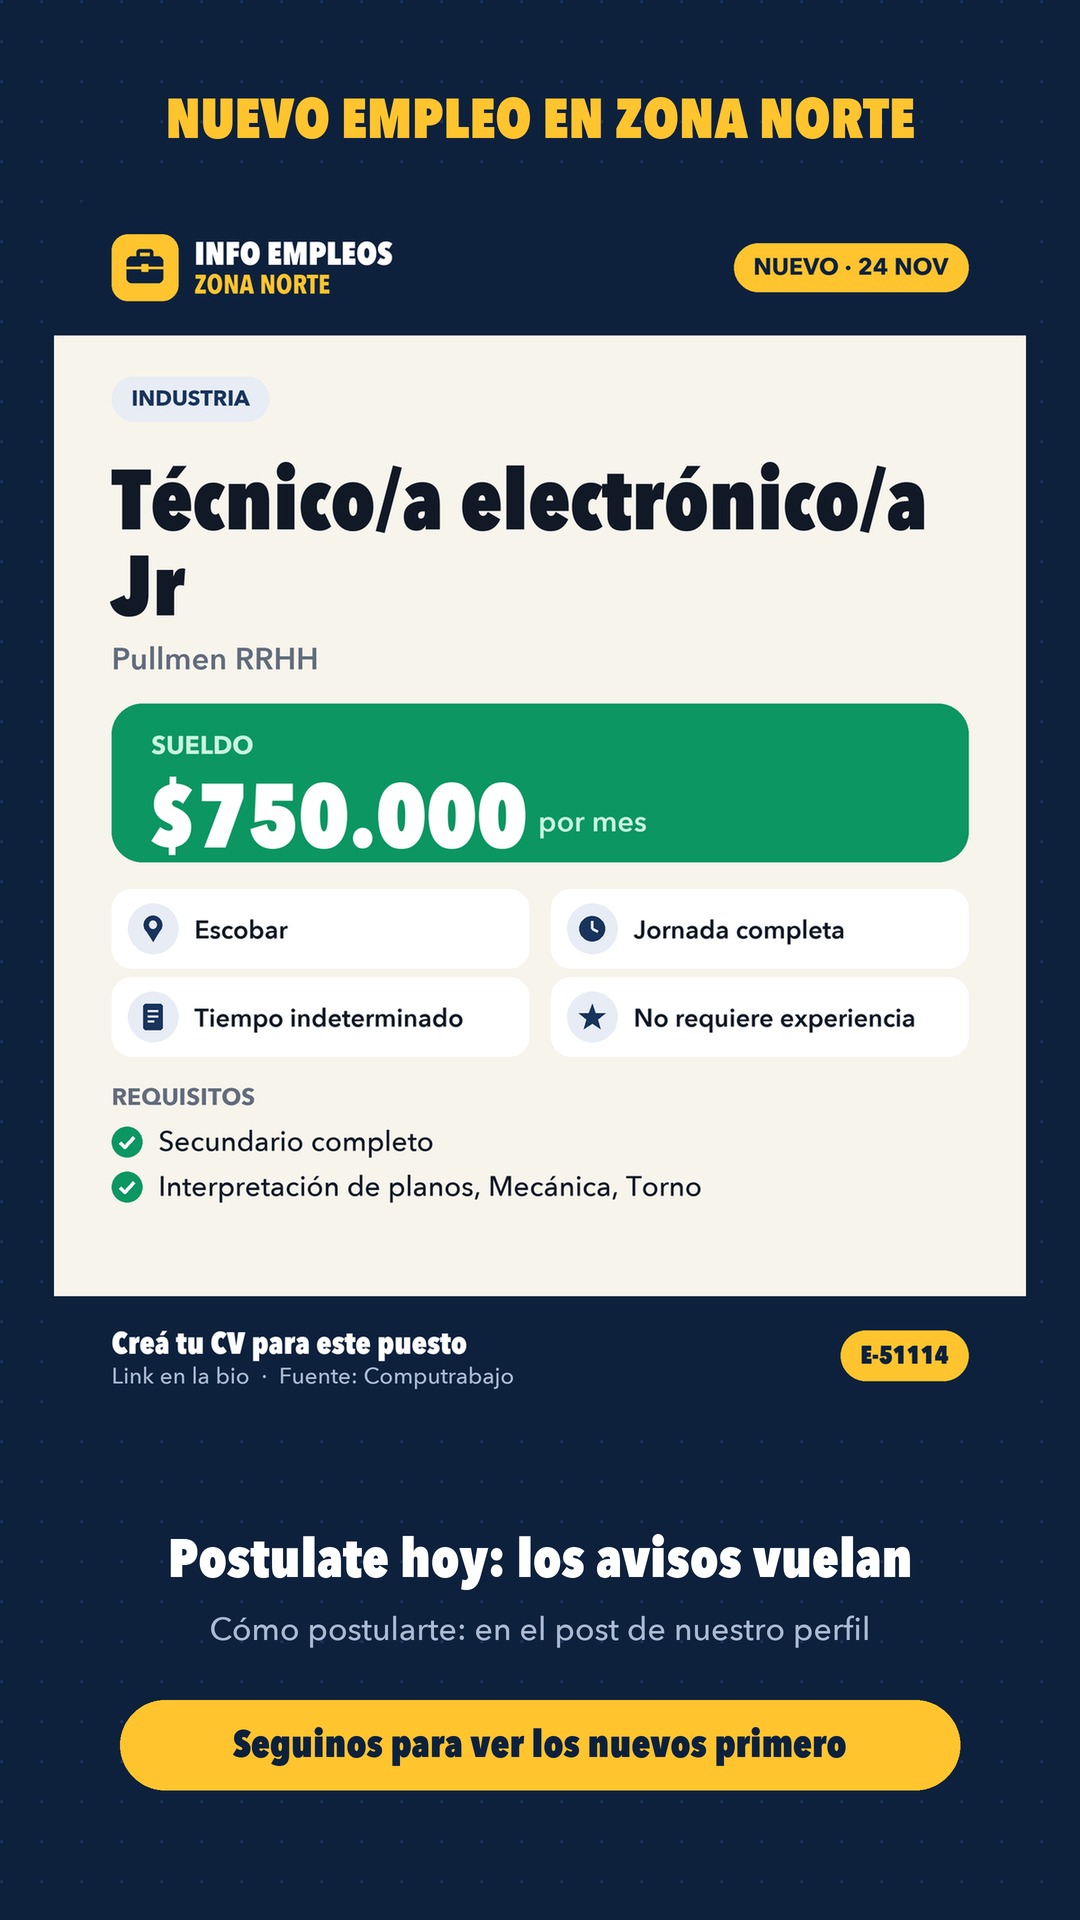 NUEVO EMPLEO EN ZONA NORTE
INFO EMPLEOS
ZONA NORTE
NUEVO · 24 NOV
INDUSTRIA
Técnico/a electrónico/a
Jr
Pullmen RRHH
SUELDO
$750.000 por mes
Escobar
Jornada completa
Tiempo indeterminado
No requiere experiencia
REQUISITOS
Secundario completo
Interpretación de planos, Mecánica, Torno
Creá tu CV para este puesto
Link en la bio · Fuente: Computrabajo
E-51114
Postulate hoy: los avisos vuelan
Cómo postularte: en el post de nuestro perfil
Seguinos para ver los nuevos primero